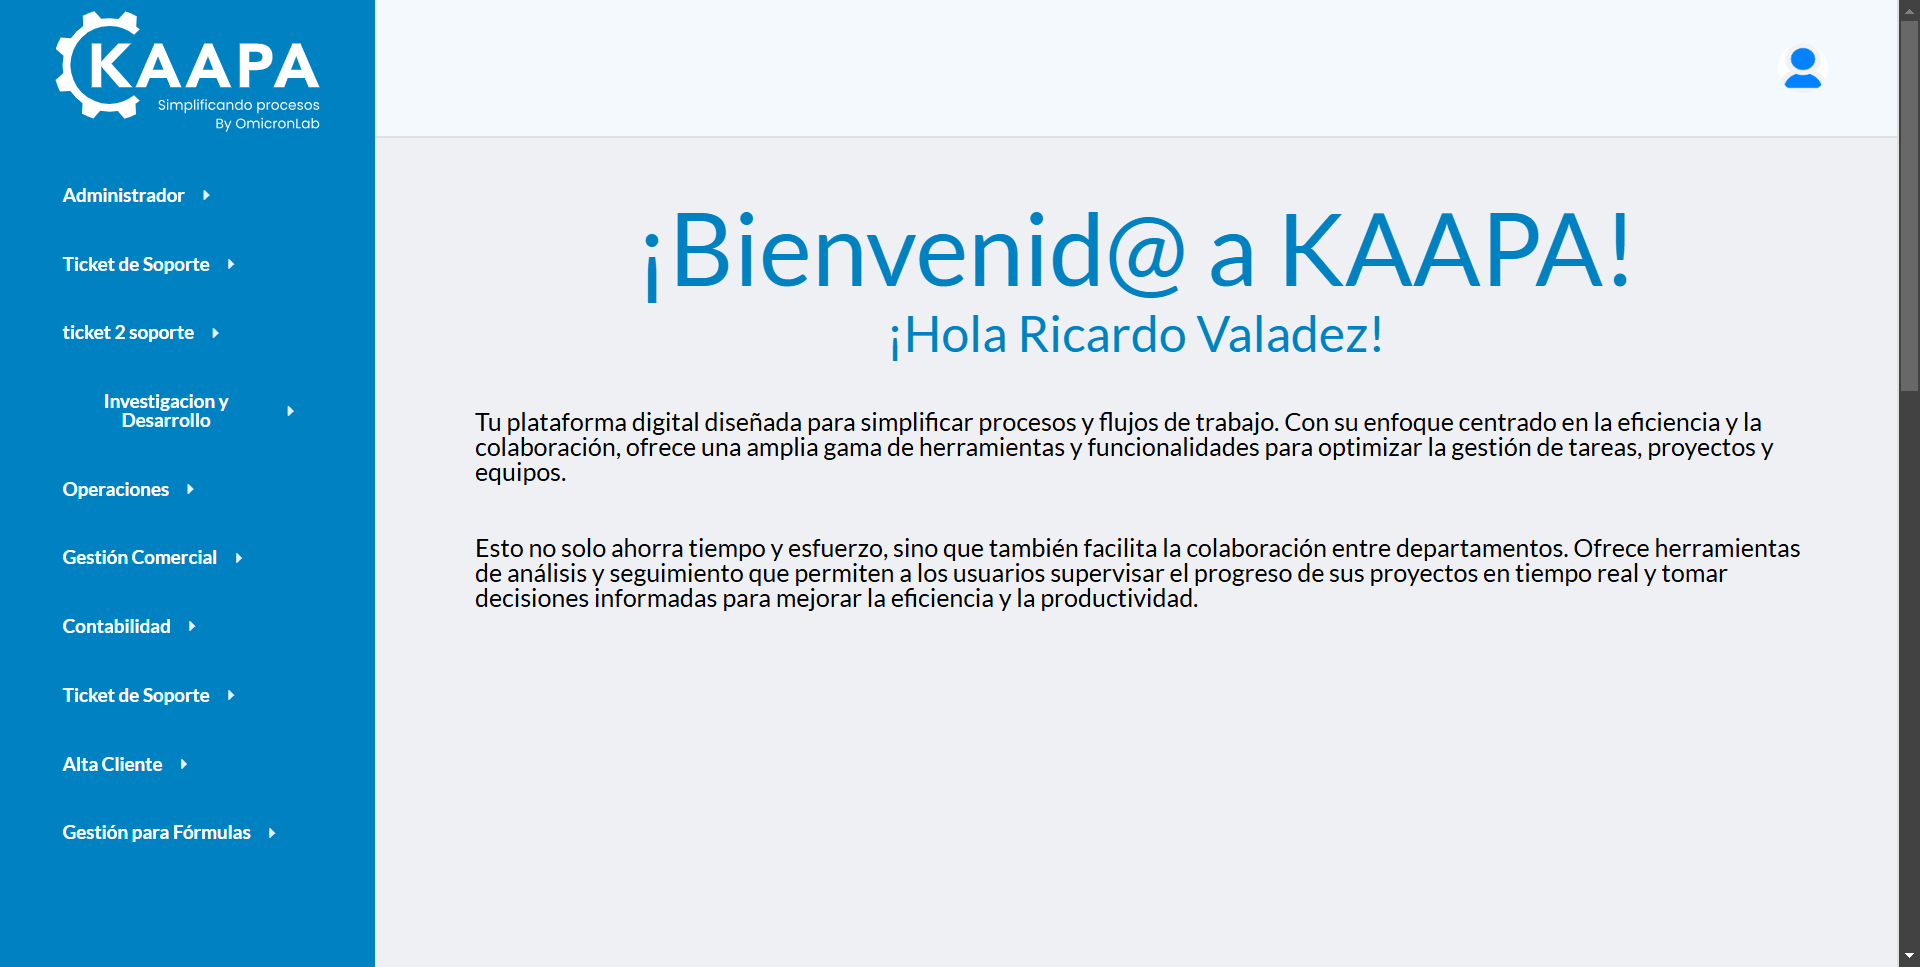 KAAPA
Simplificando procesos
By OmicronLab
Administrador
Ticket de Soporte
ticket 2 soporte
Investigacion y
Desarrollo
Operaciones
Gestión Comercial
Contabilidad
Ticket de Soporte
Alta Cliente
Gestión para Fórmulas
¡Bienvenid@ a KAAPA!
¡Hola Ricardo Valadez!
Tu plataforma digital diseñada para simplificar procesos y flujos de trabajo. Con su enfoque centrado en la eficiencia y la
colaboración, ofrece una amplia gama de herramientas y funcionalidades para optimizar la gestión de tareas, proyectos y
equipos.
Esto no solo ahorra tiempo y esfuerzo, sino que también facilita la colaboración entre departamentos. Ofrece herramientas
de análisis y seguimiento que permiten a los usuarios supervisar el progreso de sus proyectos en tiempo real y tomar
decisiones informadas para mejorar la eficiencia y la productividad.